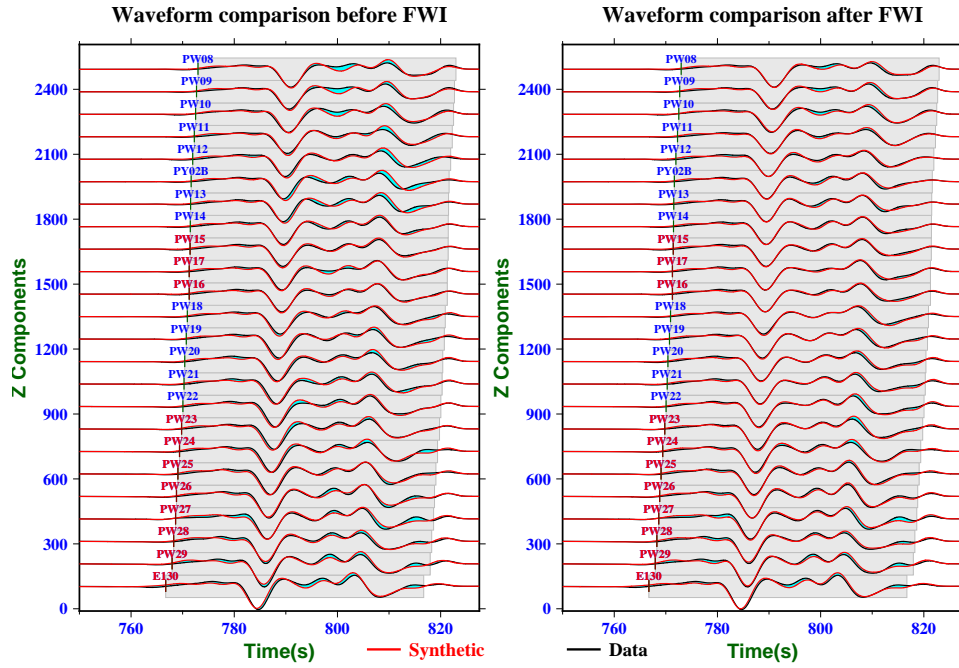 Waveform comparison before FWI
Waveform comparison after FWI
Z Components
2400
2100
1800
1500
1200
900
600
300
0
PW08
PW09
PW10
PW11
PW12
PY02B
PW13
PW14
PW15
PW17
PW16
PW18
PW19
PW20
PW21
PW22
PW23
PW24
PW25
PW26
PW27
PW28
PW29
E130
760
780
800
820
Time(s)
Z Components
2400
2100
1800
1500
1200
900
600
300
0
PW08
PW09
PW10
PW11
PW12
PY02B
PW13
PW14
PW15
PW17
PW16
PW18
PW19
PW20
PW21
PW22
PW23
PW24
PW25
PW26
PW27
PW28
PW29
E130
760
780
800
820
Time(s)
Synthetic
Data